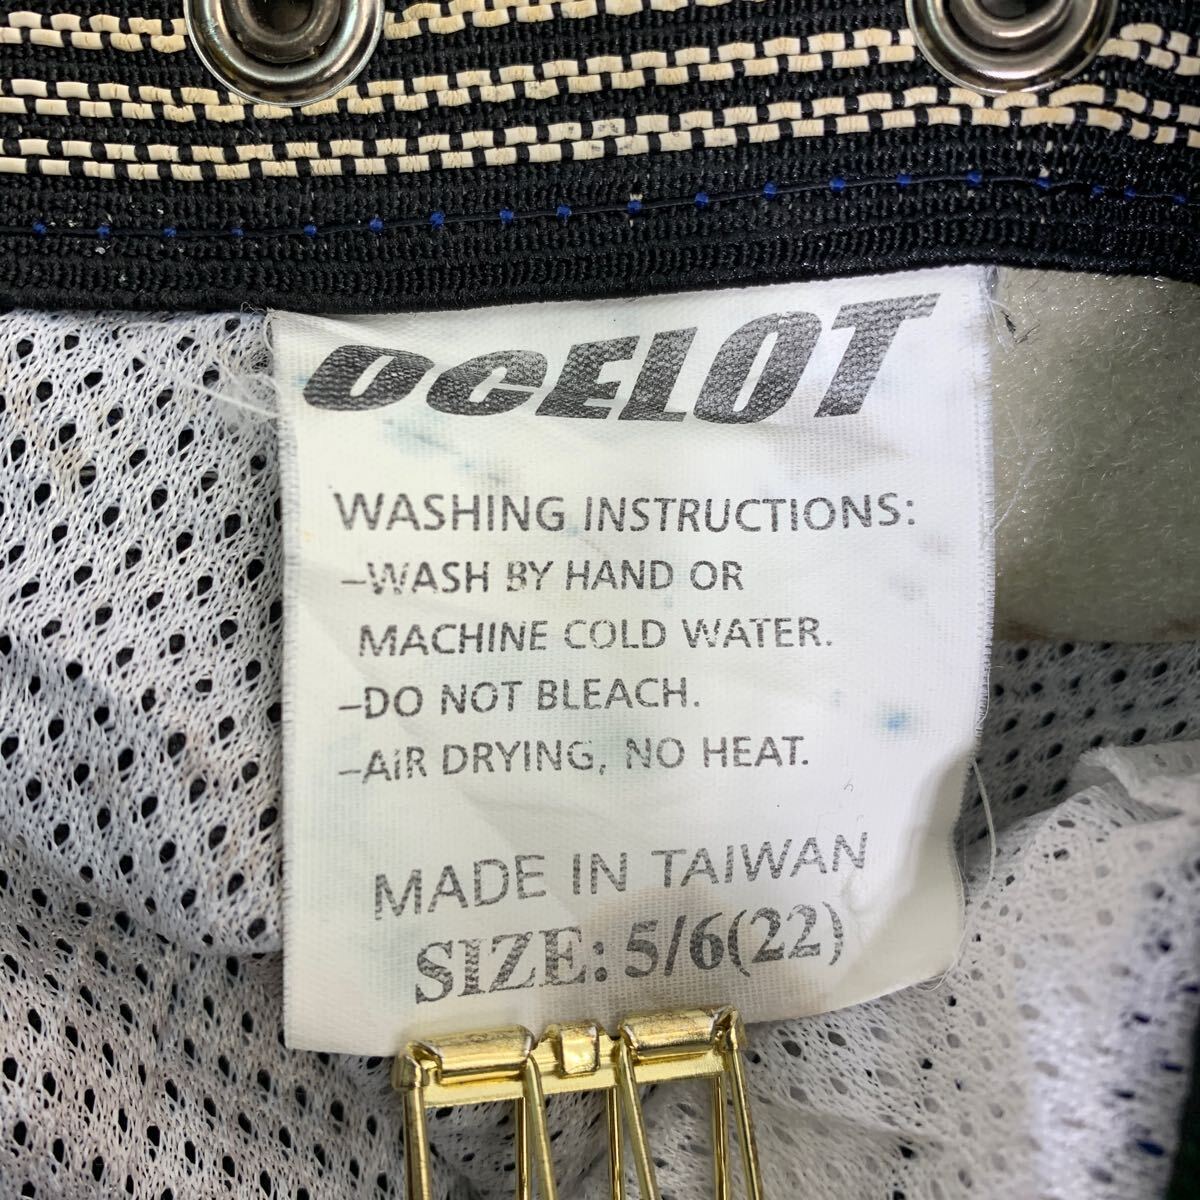 OCELOT
WASHING INSTRUCTIONS:
-WASH BY HAND OR
MACHINE COLD WATER.
-DO NOT BLEACH.
-AIR DRYING, NO HEAT.
MADE IN TAIWAN
SIZE: 5/6(22)